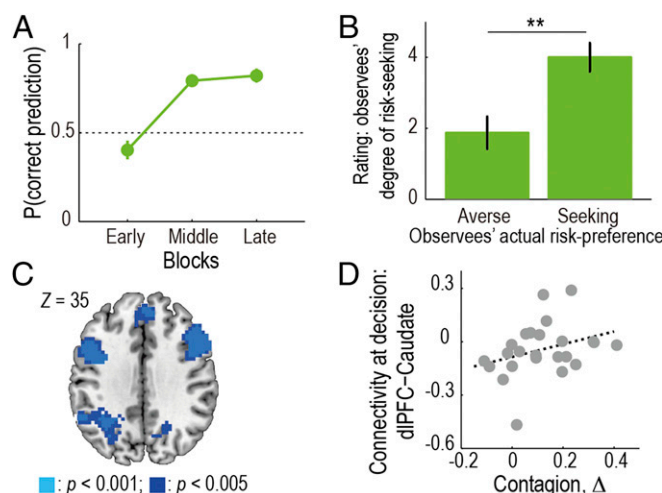 A
P(correct prediction)
1
0.5
0
Early Middle Late
Blocks
B
Rating: observees'
degree of risk-seeking
**
4
2
0
Averse Seeking
Observees' actual risk-preference
C
Z = 35
: p < 0.001; : p < 0.005
D
Connectivity at decision:
dlPFC–Caudate
0.3
0
-0.3
-0.6
-0.2 0 0.2 0.4
Contagion, Δ